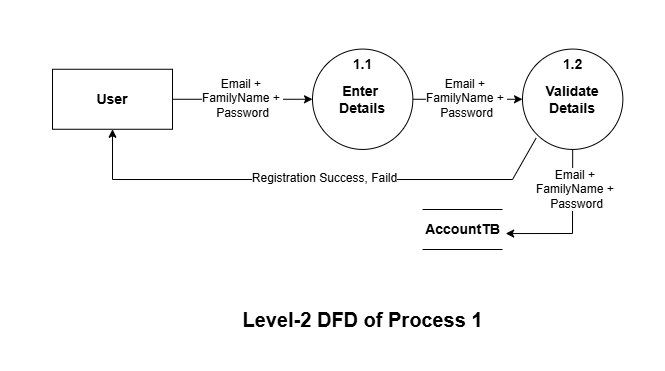 1.1
1.2
User
Email +
FamilyName +
Password
Enter
Details
Email +
FamilyName +
Password
Validate
Details
Registration Success, Faild
Email +
FamilyName +
Password
AccountTB
Level-2 DFD of Process 1